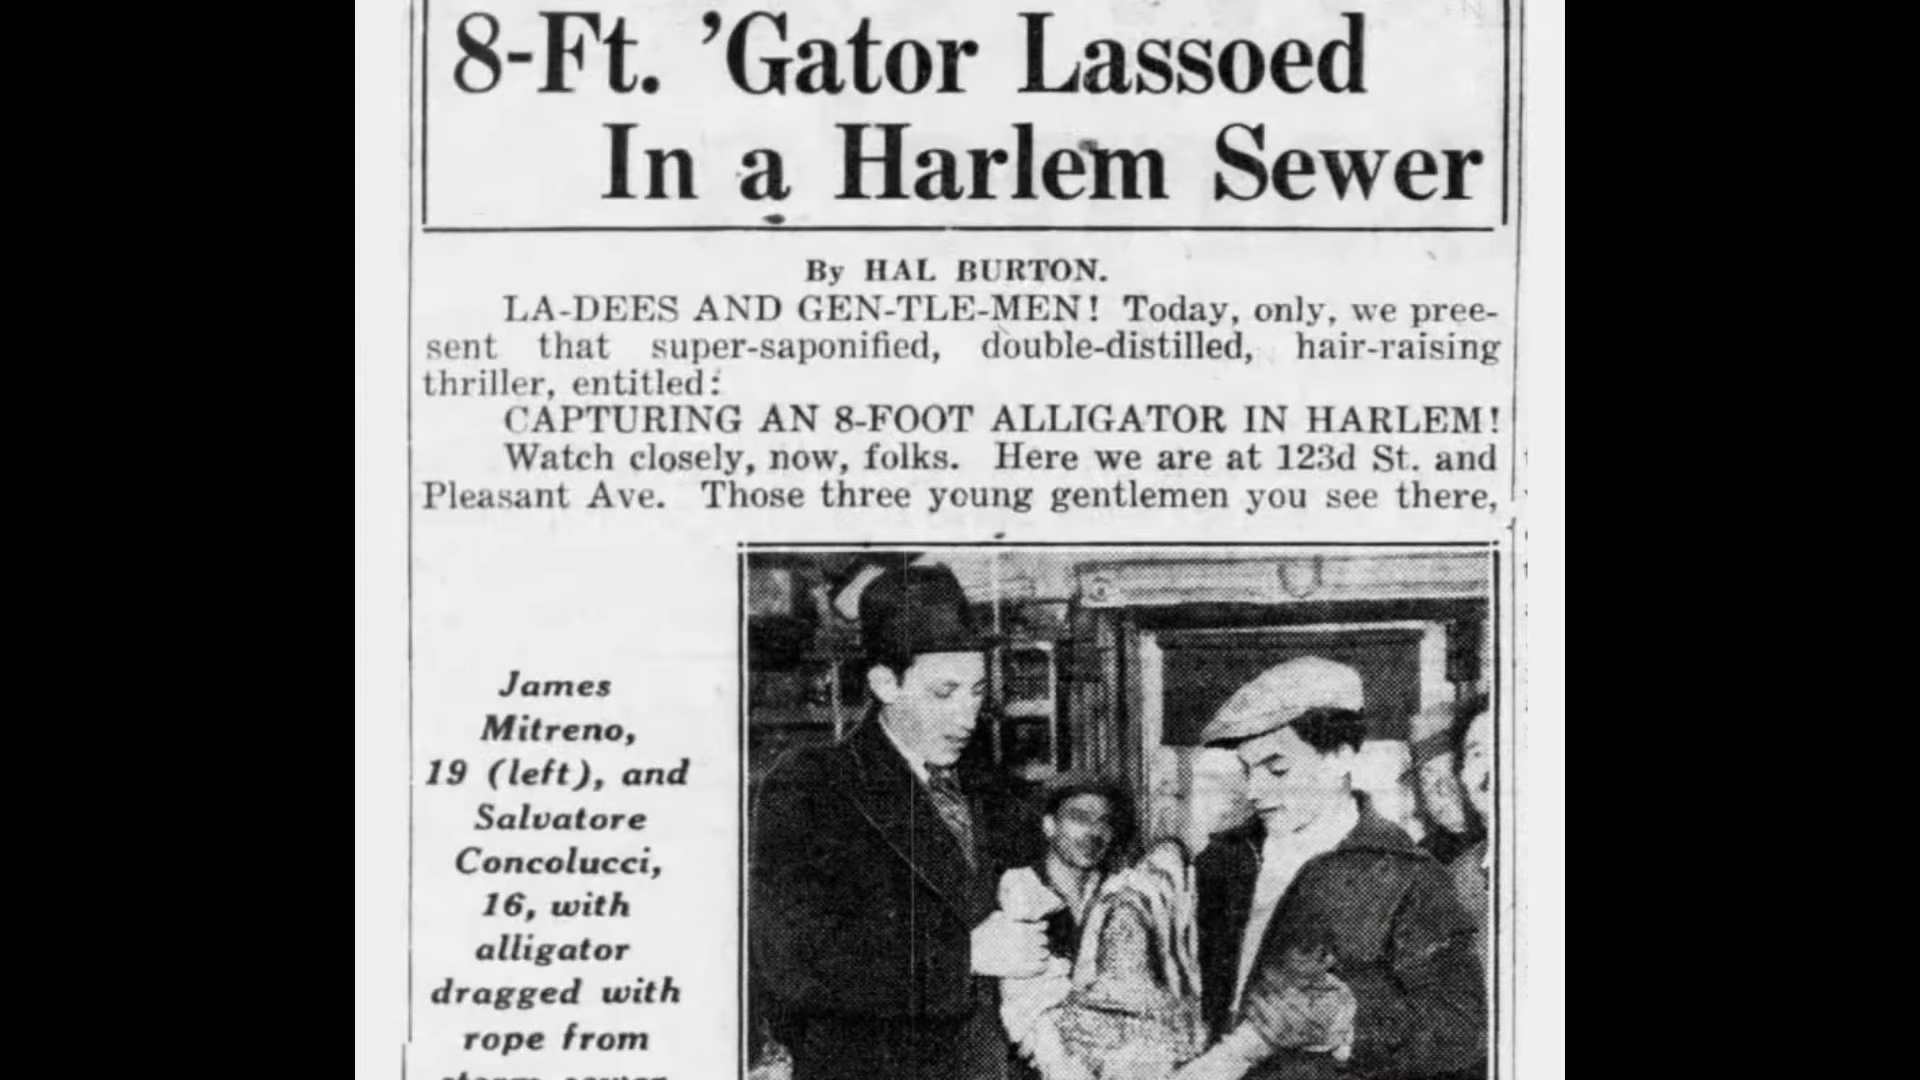 8-Ft. 'Gator Lassoed
In a Harlem Sewer
By HAL BURTON.
LA-DEES AND GEN-TLE-MEN! Today, only, we pree-
sent that super-saponified, double-distilled, hair-raising
thriller, entitled:
CAPTURING AN 8-FOOT ALLIGATOR IN HARLEM!
Watch closely, now, folks. Here we are at 123d St. and
Pleasant Ave. Those three young gentlemen you see there,
James
Mitreno,
19 (left), and
Salvatore
Concolucci,
16, with
alligator
dragged with
rope from